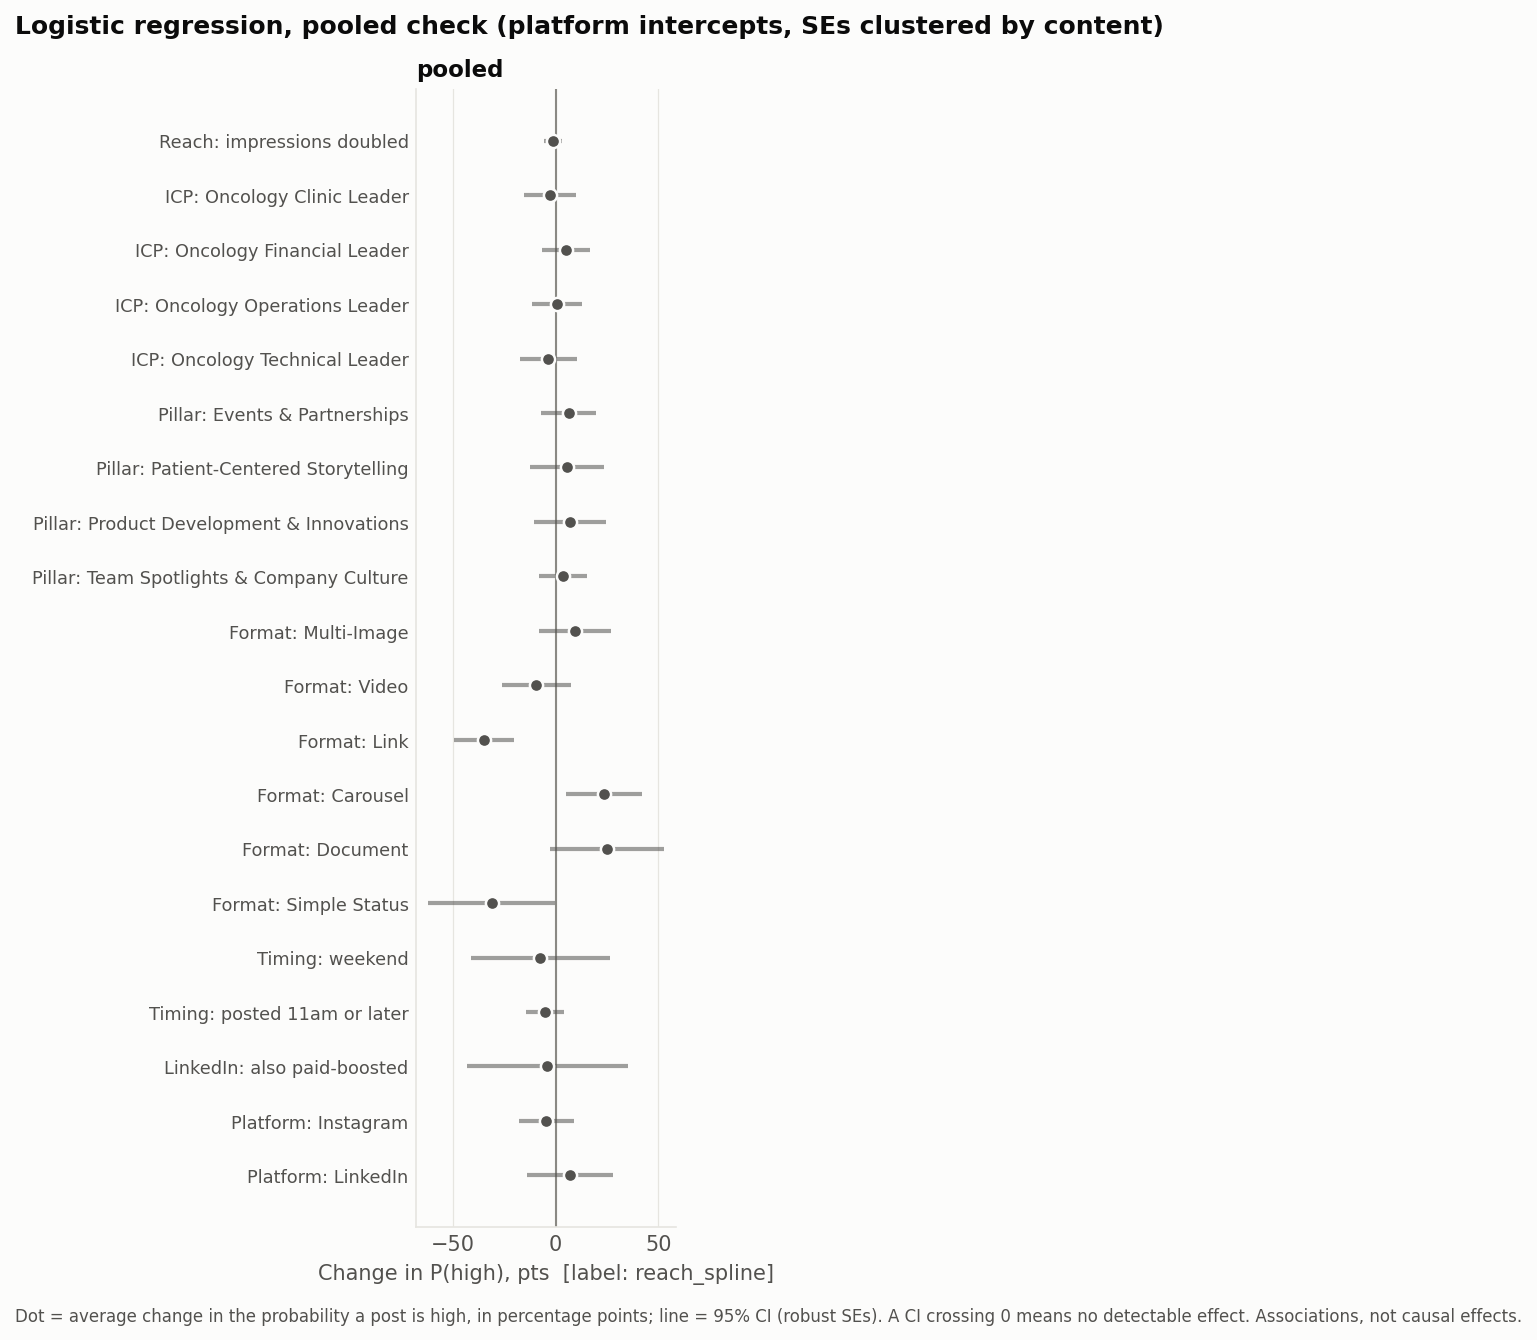 Logistic regression, pooled check (platform intercepts, SEs clustered by content)
pooled
Reach: impressions doubled
ICP: Oncology Clinic Leader
ICP: Oncology Financial Leader
ICP: Oncology Operations Leader
ICP: Oncology Technical Leader
Pillar: Events & Partnerships
Pillar: Patient-Centered Storytelling
Pillar: Product Development & Innovations
Pillar: Team Spotlights & Company Culture
Format: Multi-Image
Format: Video
Format: Link
Format: Carousel
Format: Document
Format: Simple Status
Timing: weekend
Timing: posted 11am or later
LinkedIn: also paid-boosted
Platform: Instagram
Platform: LinkedIn
−50 0 50
Change in P(high), pts  [label: reach_spline]
Dot = average change in the probability a post is high, in percentage points; line = 95% CI (robust SEs). A CI crossing 0 means no detectable effect. Associations, not causal effects.